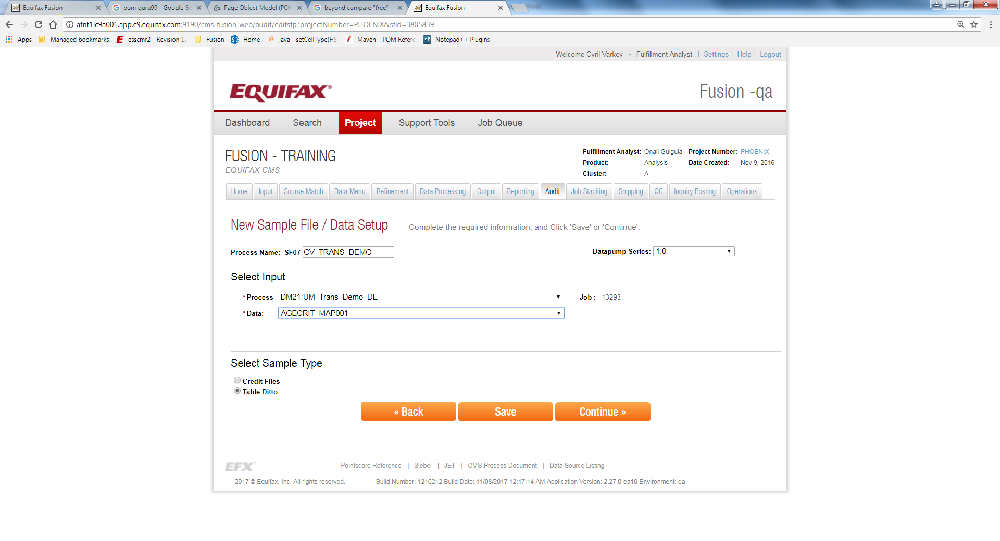 Equifax Fusion
pom guru99 - Google Se
Page Object Model (POM
beyond compare "free" -
Equifax Fusion
afnt1lc9a001.app.c9.equifax.com:9190/cms-fusion-web/audit/editsfp?projectNumber=PHOENIX&sfId=3805839
Apps Managed bookmarks esscmr2 - Revision 12 Fusion Home java - setCellType(HS Maven – POM Refere Notepad++ Plugins -
Welcome Cyril Varkey - Fulfillment Analyst | Settings | Help | Logout
EQUIFAX®
Fusion -qa
Dashboard Search Project Support Tools Job Queue
FUSION - TRAINING
EQUIFAX CMS
Fulfillment Analyst: Onali Gulgula Project Number: PHOENIX
Product: Analysis Date Created: Nov 9, 2016
Cluster: A
Home Input Source Match Data Menu Refinement Data Processing Output Reporting Audit Job Stacking Shipping QC Inquiry Posting Operations
New Sample File / Data Setup Complete the required information, and Click 'Save' or 'Continue'.
Process Name: SF07 CV_TRANS_DEMO Datapump Series: 1.0
Select Input
*Process DM21:UM_Trans_Demo_DE Job : 13293
*Data: AGECRIT_MAP001
Select Sample Type
Credit Files
Table Ditto
« Back Save Continue »
EFX® Pointscore Reference | Siebel | JET | CMS Process Document | Data Source Listing
2017 © Equifax, Inc. All rights reserved. Build Number: 1216212 Build Date: 11/08/2017 12:17:14 AM Application Version: 2.27.0-ea10 Environment: qa